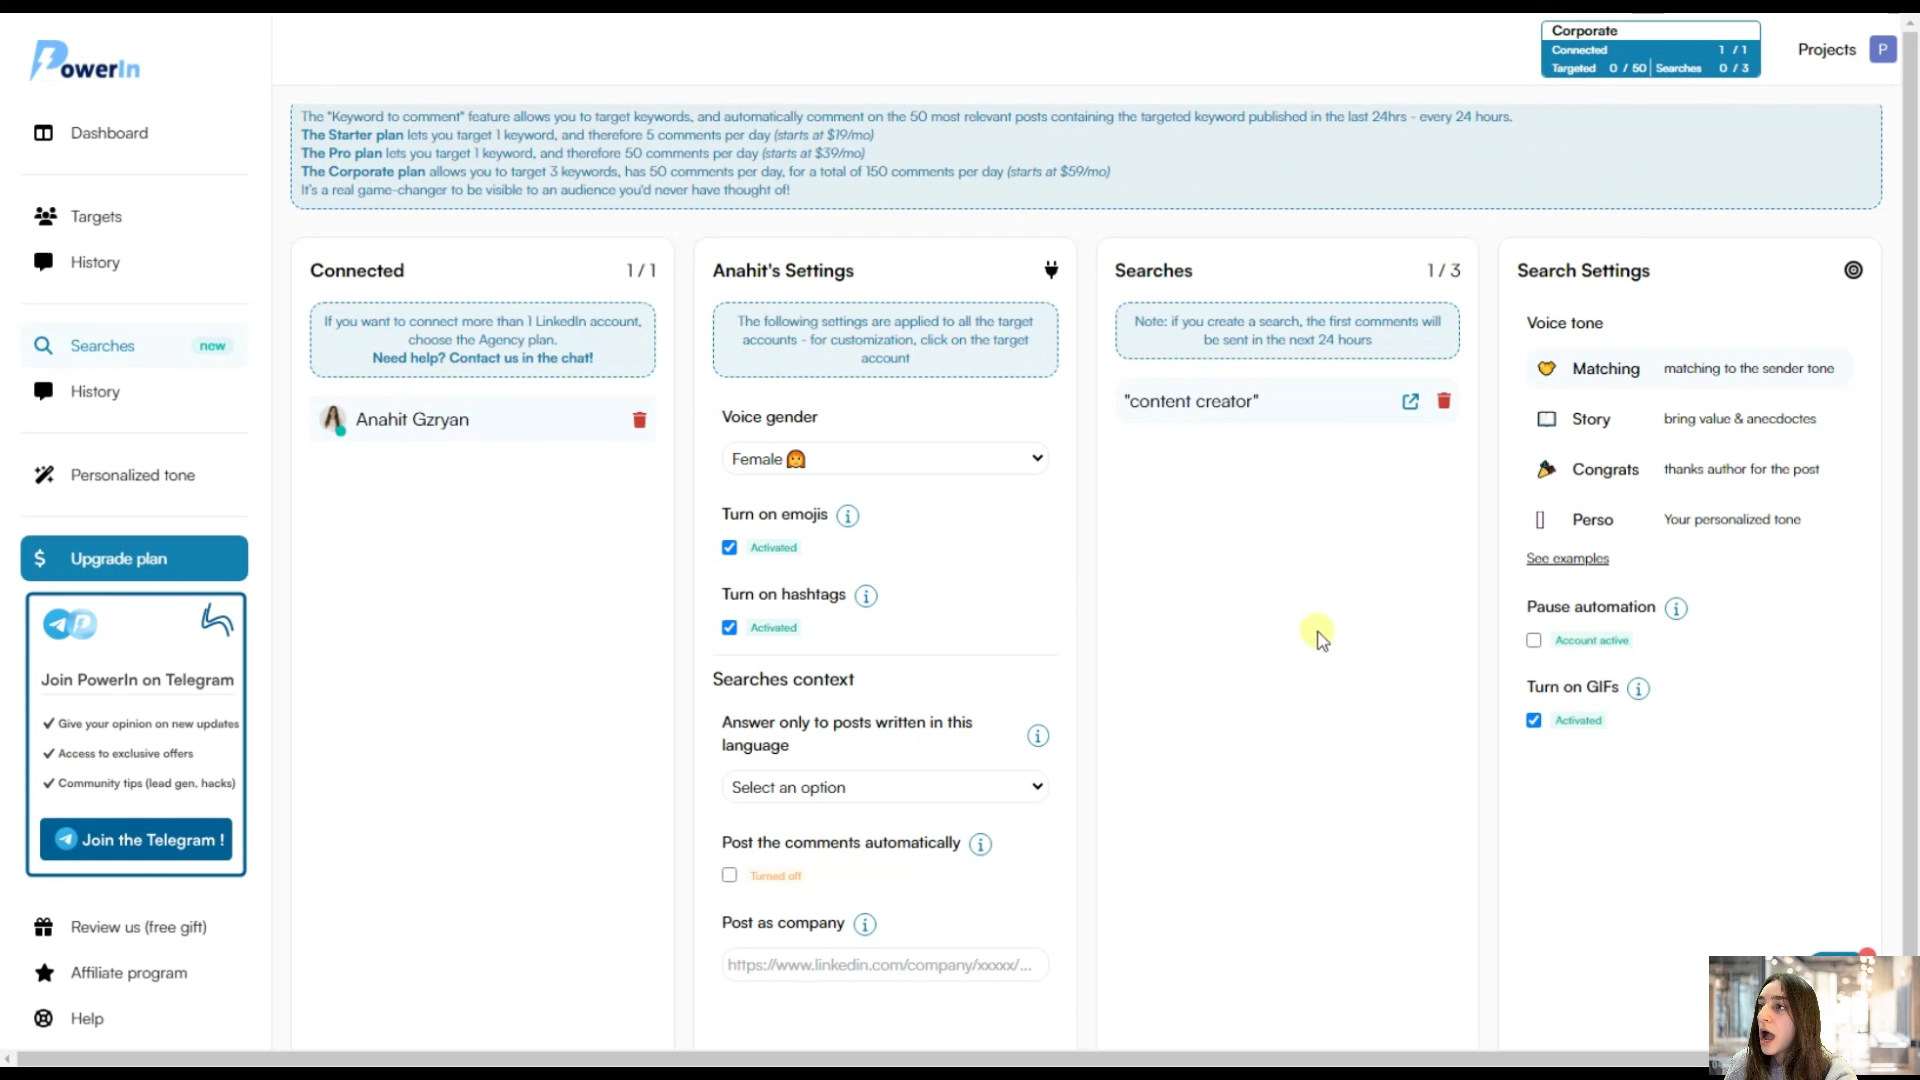 PowerIn
Corporate
Connected 1 / 1
Targeted 0 / 50 Searches 0 / 3
Projects P
Dashboard
Targets
History
Searches new
History
Personalized tone
$ Upgrade plan
Join PowerIn on Telegram
✓ Give your opinion on new updates
✓ Access to exclusive offers
✓ Community tips (lead gen, hacks)
Join the Telegram !
Review us (free gift)
Affiliate program
Help
The "Keyword to comment" feature allows you to target keywords, and automatically comment on the 50 most relevant posts containing the targeted keyword published in the last 24hrs - every 24 hours.
The Starter plan lets you target 1 keyword, and therefore 5 comments per day (starts at $19/mo)
The Pro plan lets you target 1 keyword, and therefore 50 comments per day (starts at $39/mo)
The Corporate plan allows you to target 3 keywords, has 50 comments per day, for a total of 150 comments per day (starts at $59/mo)
It's a real game-changer to be visible to an audience you'd never have thought of!
Connected 1 / 1
If you want to connect more than 1 LinkedIn account,
choose the Agency plan.
Need help? Contact us in the chat!
Anahit Gzryan
Anahit's Settings
The following settings are applied to all the target
accounts - for customization, click on the target
account
Voice gender
Female 👩
Turn on emojis i
Activated
Turn on hashtags i
Activated
Searches context
Answer only to posts written in this
language i
Select an option
Post the comments automatically i
Turned off
Post as company i
https://www.linkedin.com/company/xxxxx/...
Searches 1 / 3
Note: if you create a search, the first comments will
be sent in the next 24 hours
"content creator"
Search Settings
Voice tone
Matching matching to the sender tone
Story bring value & anecdoctes
Congrats thanks author for the post
Perso Your personalized tone
See examples
Pause automation i
Account active
Turn on GIFs i
Activated